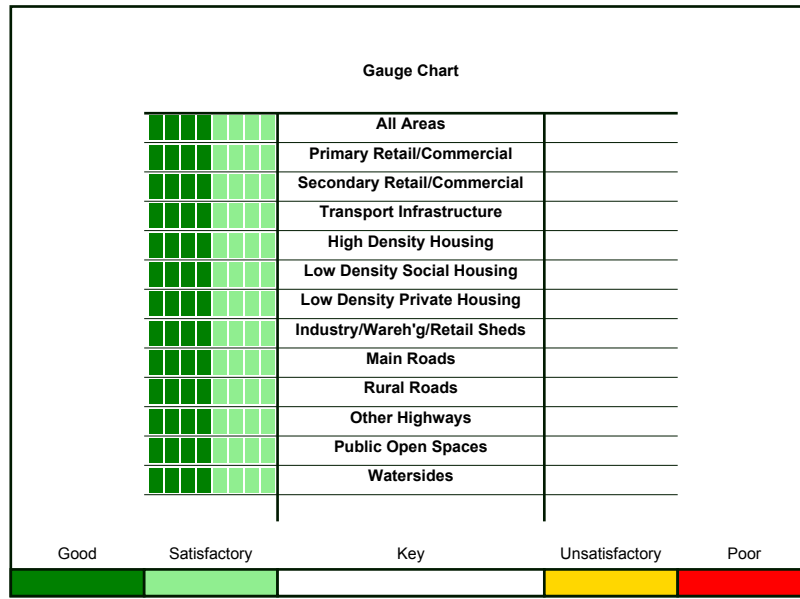 Gauge Chart
All Areas
Primary Retail/Commercial
Secondary Retail/Commercial
Transport Infrastructure
High Density Housing
Low Density Social Housing
Low Density Private Housing
Industry/Wareh'g/Retail Sheds
Main Roads
Rural Roads
Other Highways
Public Open Spaces
Watersides
Good Satisfactory Key Unsatisfactory Poor